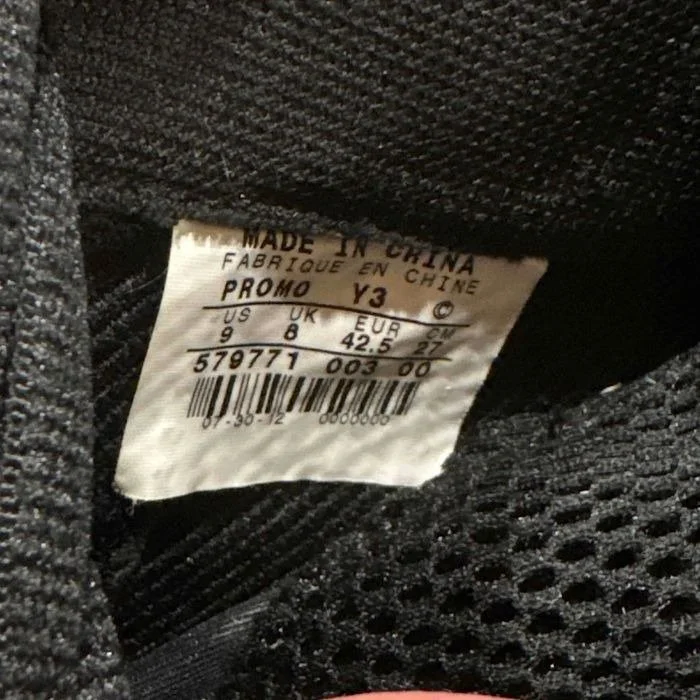 MADE IN CHINA
FABRIQUE EN CHINE
PROMO Y3 ©
US UK EUR CM
9 8 42.5 27
579771 003 00
07-30-12 0000000